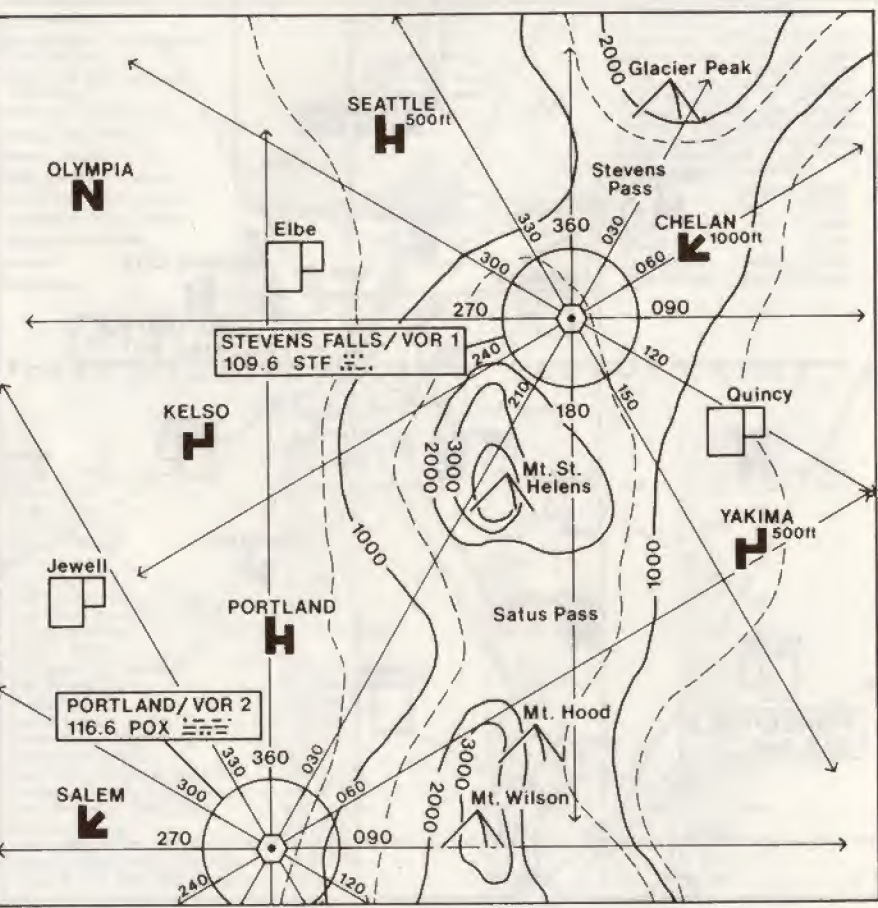 2000
Glacier Peak
SEATTLE
500ft
OLYMPIA
Stevens
Pass
CHELAN
1000ft
Elbe
330
360
030
300
060
270
090
STEVENS FALLS/VOR 1
109.6 STF
240
120
210
180
150
Quincy
KELSO
2000
3000
Mt. St.
Helens
YAKIMA
500ft
1000
1000
Jewell
PORTLAND
Satus Pass
PORTLAND/VOR 2
116.6 POX
Mt. Hood
330
360
030
300
060
3000
2000
Mt. Wilson
SALEM
270
090
240
120